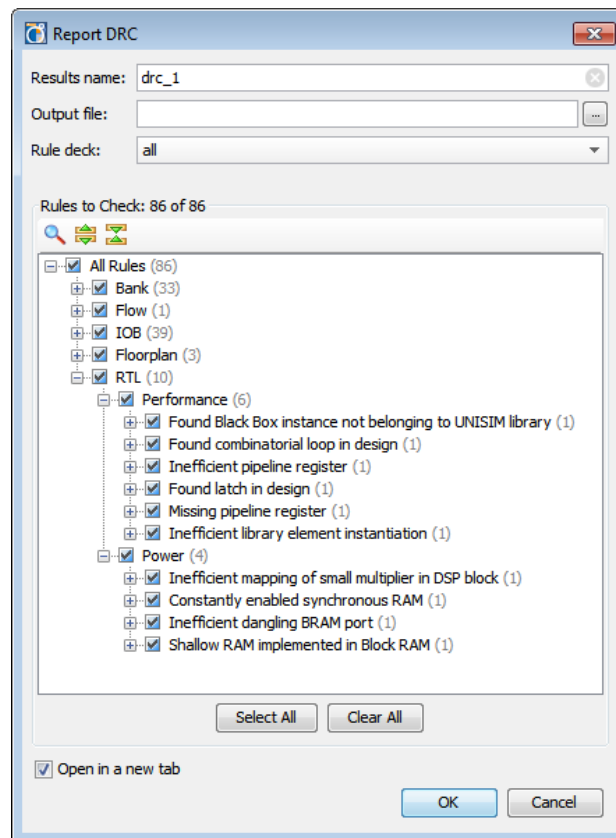 Report DRC
Results name: drc_1
Output file: ...
Rule deck: all
Rules to Check: 86 of 86
All Rules (86)
Bank (33)
Flow (1)
IOB (39)
Floorplan (3)
RTL (10)
Performance (6)
Found Black Box instance not belonging to UNISIM library (1)
Found combinatorial loop in design (1)
Inefficient pipeline register (1)
Found latch in design (1)
Missing pipeline register (1)
Inefficient library element instantiation (1)
Power (4)
Inefficient mapping of small multiplier in DSP block (1)
Constantly enabled synchronous RAM (1)
Inefficient dangling BRAM port (1)
Shallow RAM implemented in Block RAM (1)
Select All Clear All
Open in a new tab
OK Cancel